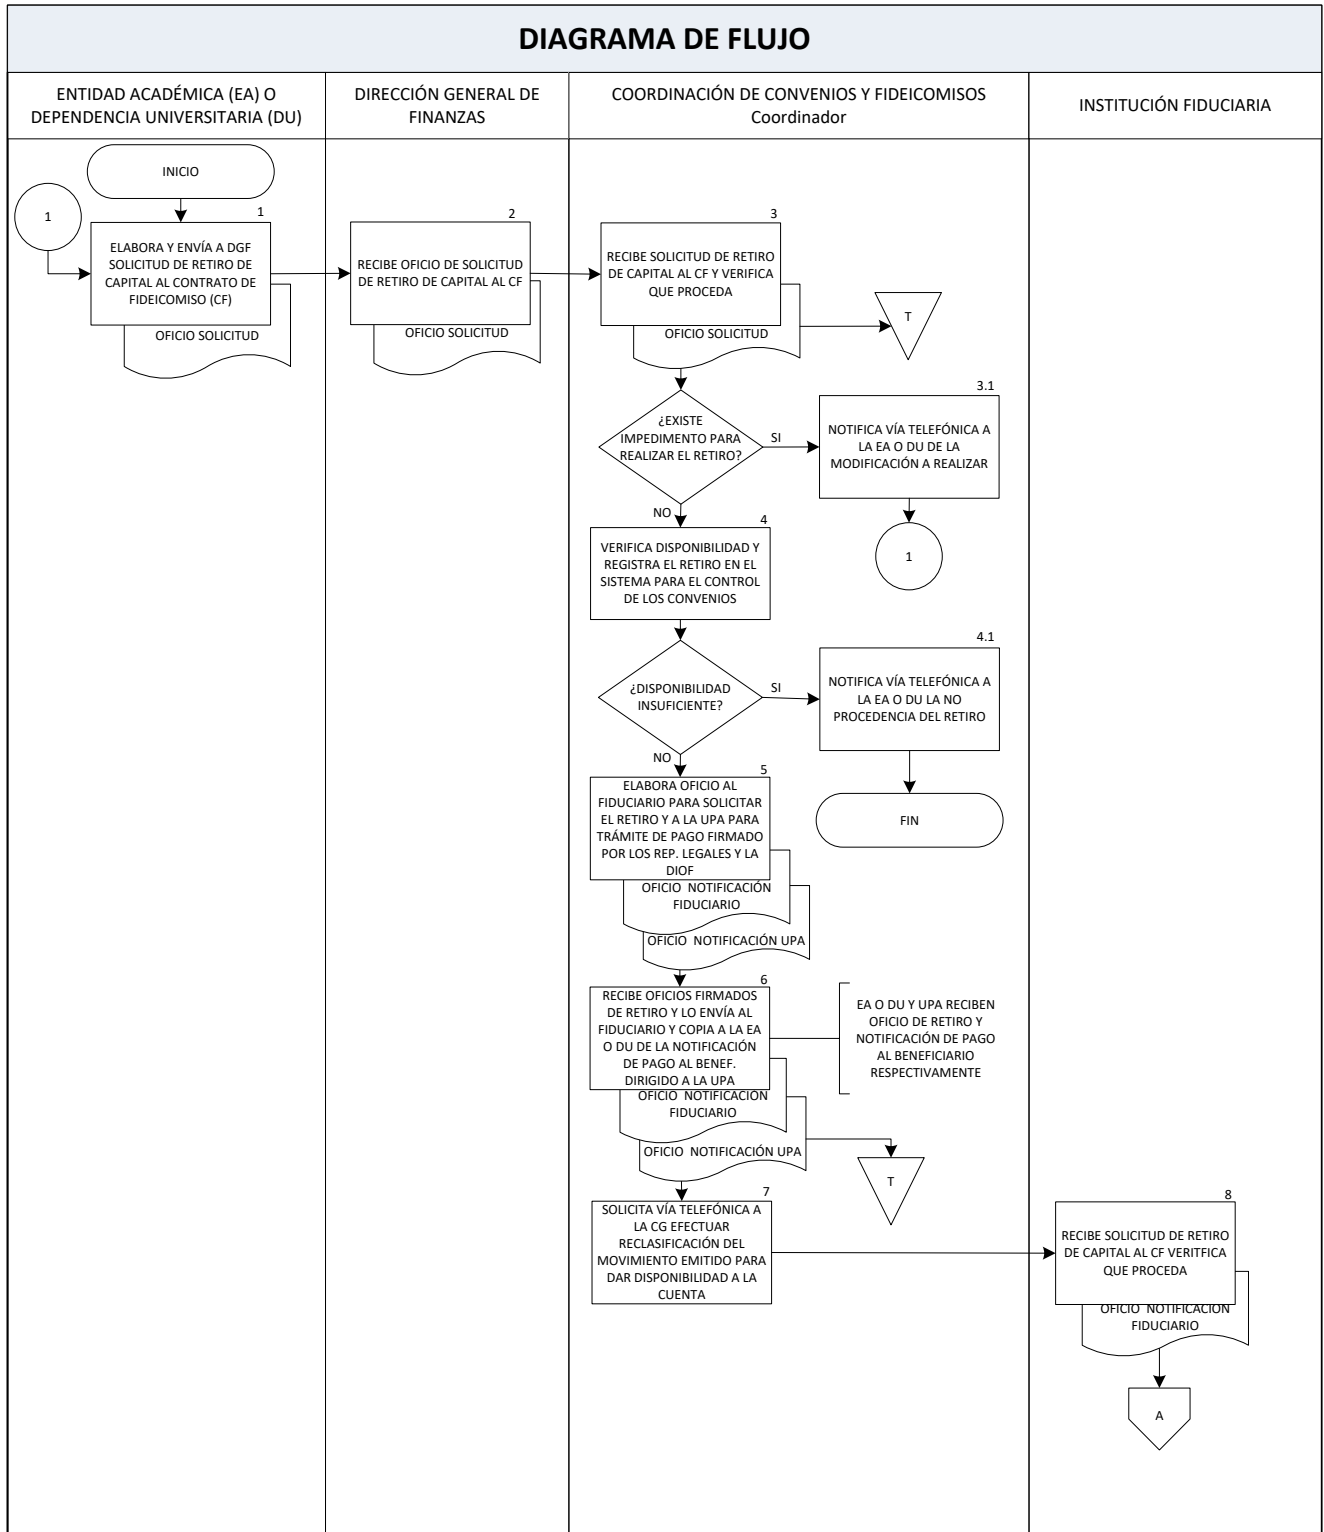 DIAGRAMA DE FLUJO
ENTIDAD ACADÉMICA (EA) O
DEPENDENCIA UNIVERSITARIA (DU)
DIRECCIÓN GENERAL DE
FINANZAS
COORDINACIÓN DE CONVENIOS Y FIDEICOMISOS
Coordinador
INSTITUCIÓN FIDUCIARIA
INICIO
1
1
ELABORA Y ENVÍA A DGF
SOLICITUD DE RETIRO DE
CAPITAL AL CONTRATO DE
FIDEICOMISO (CF)
OFICIO SOLICITUD
2
RECIBE OFICIO DE SOLICITUD
DE RETIRO DE CAPITAL AL CF
OFICIO SOLICITUD
3
RECIBE SOLICITUD DE RETIRO
DE CAPITAL AL CF Y VERIFICA
QUE PROCEDA
OFICIO SOLICITUD
T
¿EXISTE
IMPEDIMENTO PARA
REALIZAR EL RETIRO?
SI
3.1
NOTIFICA VÍA TELEFÓNICA A
LA EA O DU DE LA
MODIFICACIÓN A REALIZAR
1
NO
4
VERIFICA DISPONIBILIDAD Y
REGISTRA EL RETIRO EN EL
SISTEMA PARA EL CONTROL
DE LOS CONVENIOS
¿DISPONIBILIDAD
INSUFICIENTE?
SI
4.1
NOTIFICA VÍA TELEFÓNICA A
LA EA O DU LA NO
PROCEDENCIA DEL RETIRO
FIN
NO
5
ELABORA OFICIO AL
FIDUCIARIO PARA SOLICITAR
EL RETIRO Y A LA UPA PARA
TRÁMITE DE PAGO FIRMADO
POR LOS REP. LEGALES Y LA
DIOF
OFICIO NOTIFICACIÓN
FIDUCIARIO
OFICIO NOTIFICACIÓN UPA
6
RECIBE OFICIOS FIRMADOS
DE RETIRO Y LO ENVÍA AL
FIDUCIARIO Y COPIA A LA EA
O DU DE LA NOTIFICACIÓN
DE PAGO AL BENEF.
DIRIGIDO A LA UPA
OFICIO NOTIFICACIÓN
FIDUCIARIO
OFICIO NOTIFICACIÓN UPA
EA O DU Y UPA RECIBEN
OFICIO DE RETIRO Y
NOTIFICACIÓN DE PAGO
AL BENEFICIARIO
RESPECTIVAMENTE
T
7
SOLICITA VÍA TELEFÓNICA A
LA CG EFECTUAR
RECLASIFICACIÓN DEL
MOVIMIENTO EMITIDO PARA
DAR DISPONIBILIDAD A LA
CUENTA
8
RECIBE SOLICITUD DE RETIRO
DE CAPITAL AL CF VERITFICA
QUE PROCEDA
OFICIO NOTIFICACIÓN
FIDUCIARIO
A